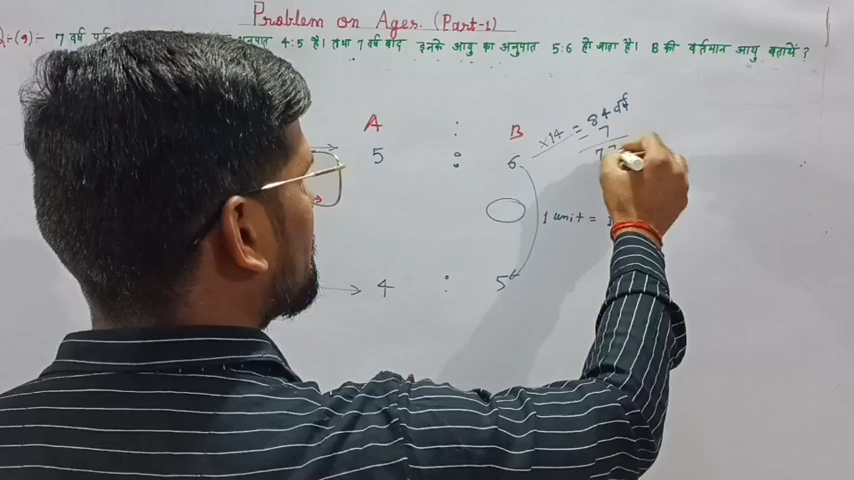 Problem on Ages. (Part-1)
7 वर्ष अनुपात 4:5 है। तथा 7 वर्ष बाद इनके आयु का अनुपात 5:6 हो जाता है। B की वर्तमान आयु बतायें ?
A : B
5 : 6 ×14 = 84 वर्ष
- 7
77
1 unit =
4 : 5